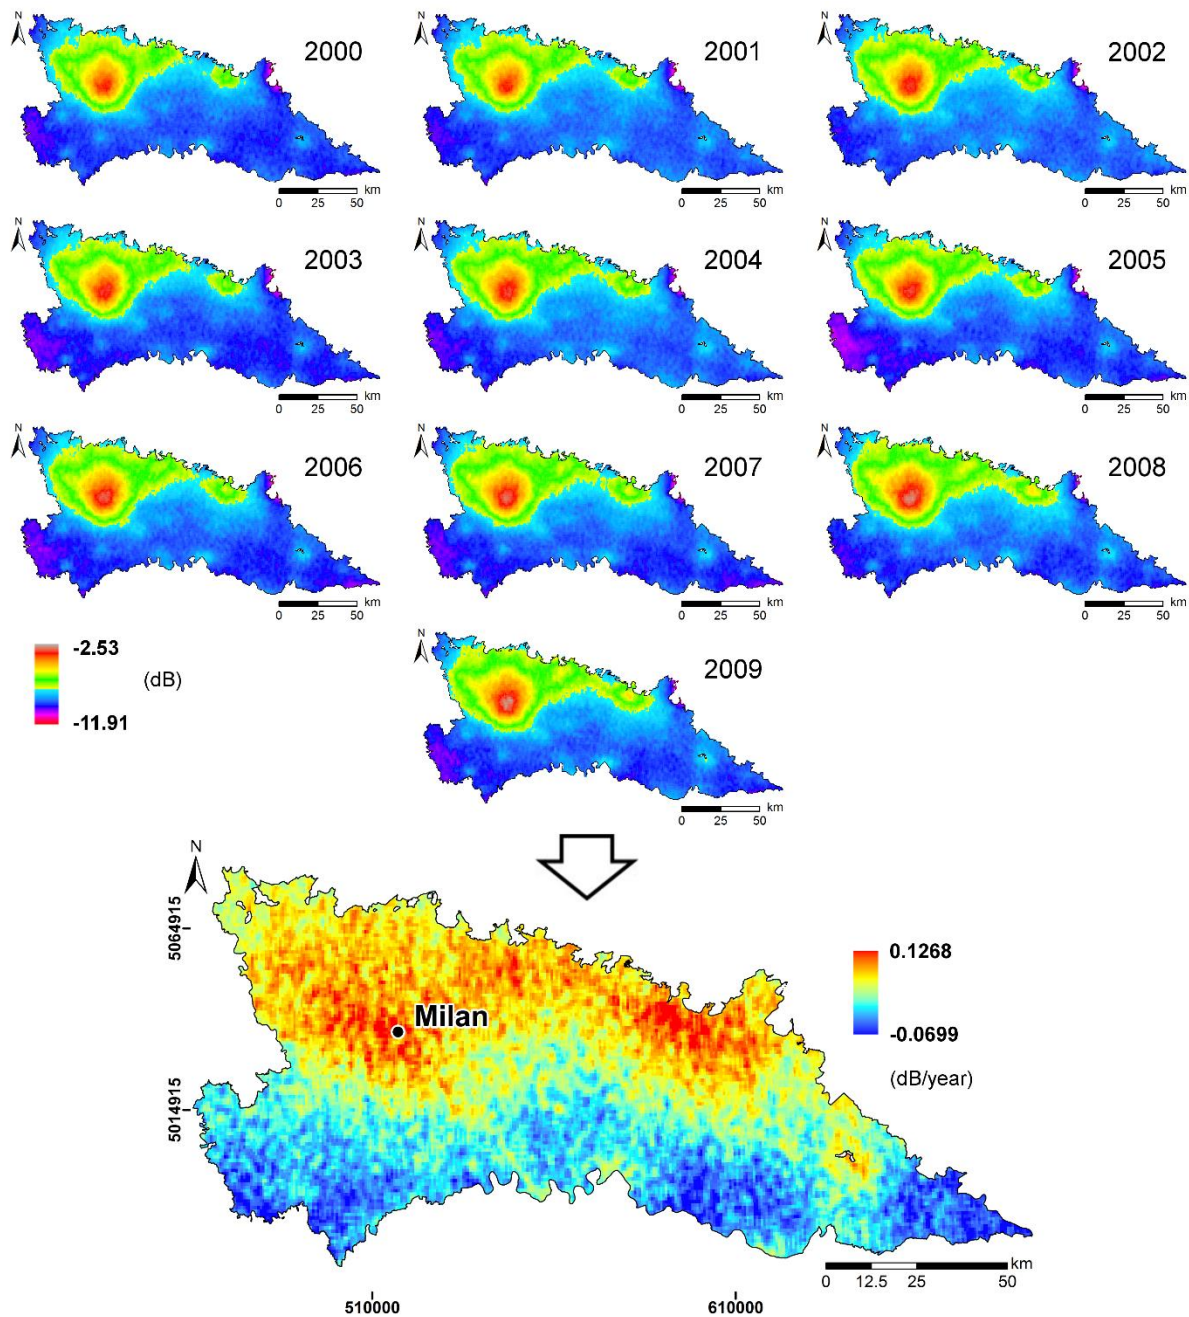 N
2000
km
0 25 50
N
2001
km
0 25 50
N
2002
km
0 25 50
N
2003
km
0 25 50
N
2004
km
0 25 50
N
2005
km
0 25 50
N
2006
km
0 25 50
N
2007
km
0 25 50
N
2008
km
0 25 50
-2.53
(dB)
-11.91
N
2009
km
0 25 50
N
5064915
5014915
Milan
0.1268
-0.0699
(dB/year)
km
0 12.5 25 50
510000 610000